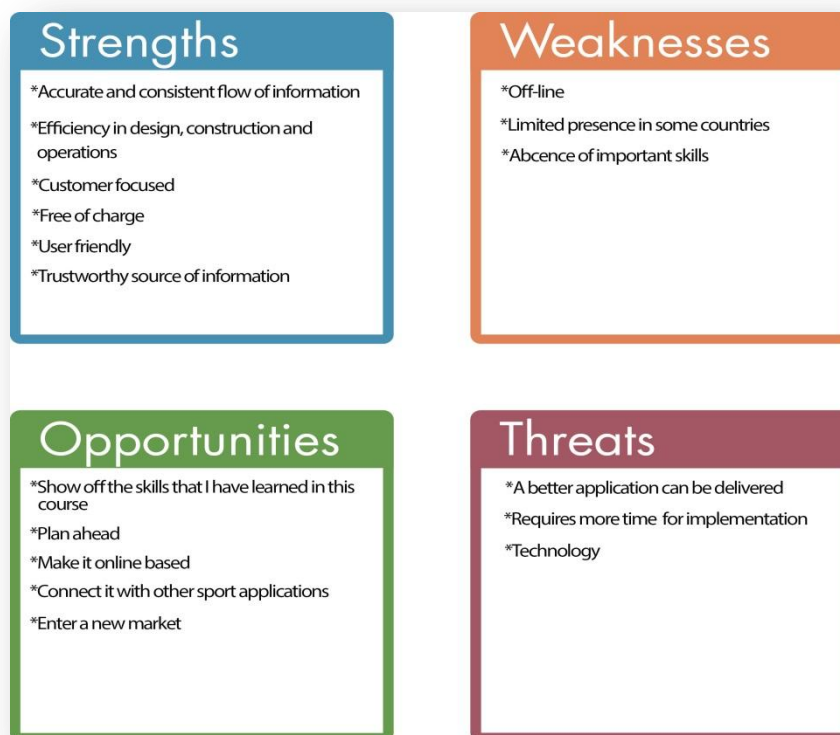 Strengths
*Accurate and consistent flow of information
*Efficiency in design, construction and
operations
*Customer focused
*Free of charge
*User friendly
*Trustworthy source of information
Weaknesses
*Off-line
*Limited presence in some countries
*Abcence of important skills
Opportunities
*Show off the skills that I have learned in this
course
*Plan ahead
*Make it online based
*Connect it with other sport applications
*Enter a new market
Threats
*A better application can be delivered
*Requires more time for implementation
*Technology